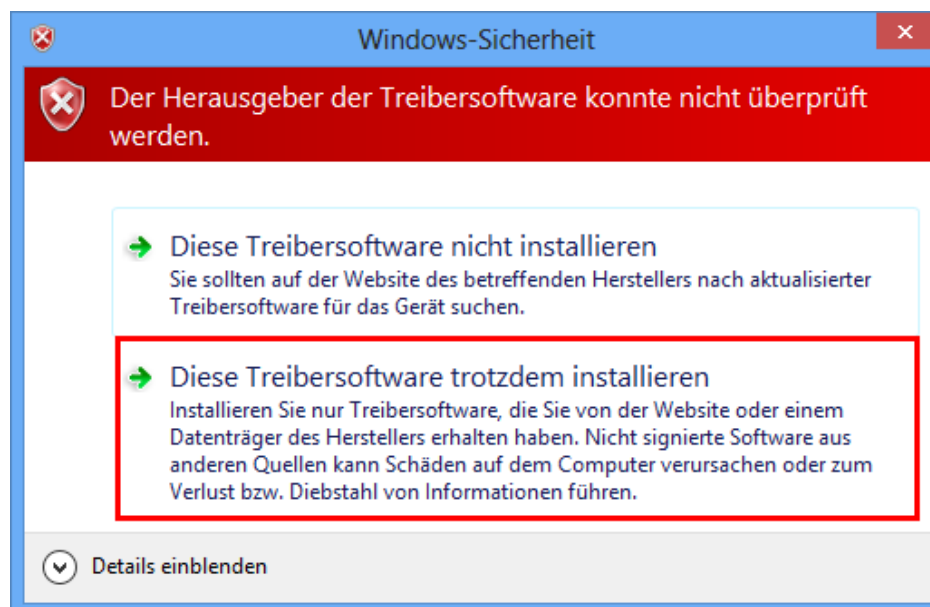 Windows-Sicherheit
Der Herausgeber der Treibersoftware konnte nicht überprüft
werden.
Diese Treibersoftware nicht installieren
Sie sollten auf der Website des betreffenden Herstellers nach aktualisierter
Treibersoftware für das Gerät suchen.
Diese Treibersoftware trotzdem installieren
Installieren Sie nur Treibersoftware, die Sie von der Website oder einem
Datenträger des Herstellers erhalten haben. Nicht signierte Software aus
anderen Quellen kann Schäden auf dem Computer verursachen oder zum
Verlust bzw. Diebstahl von Informationen führen.
Details einblenden